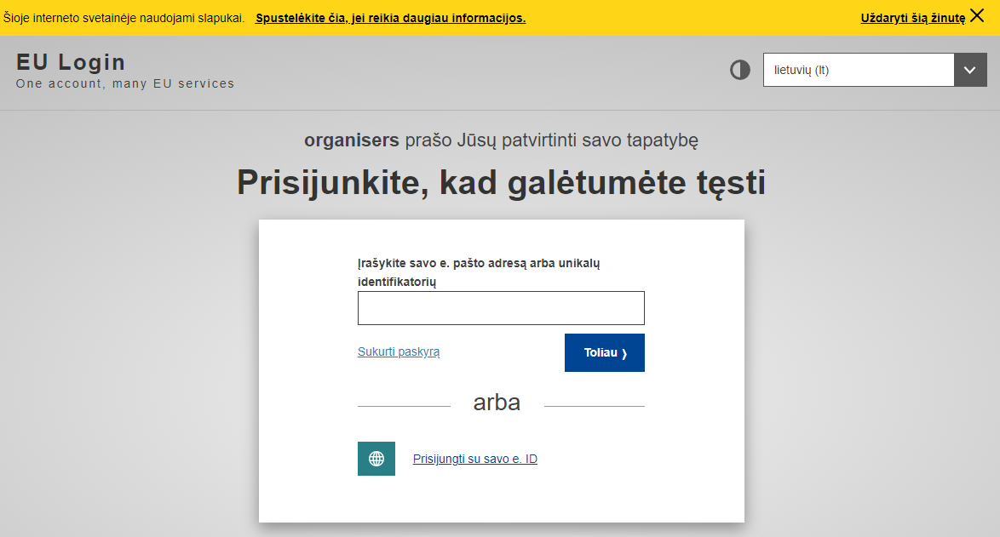 Šioje interneto svetainėje naudojami slapukai. Spustelėkite čia, jei reikia daugiau informacijos. Uždaryti šią žinutę
EU Login
One account, many EU services
lietuvių (lt)
organisers prašo Jūsų patvirtinti savo tapatybę
Prisijunkite, kad galėtumėte tęsti
Įrašykite savo e. pašto adresą arba unikalų
identifikatorių
Sukurti paskyrą
Toliau ❭
arba
Prisijungti su savo e. ID